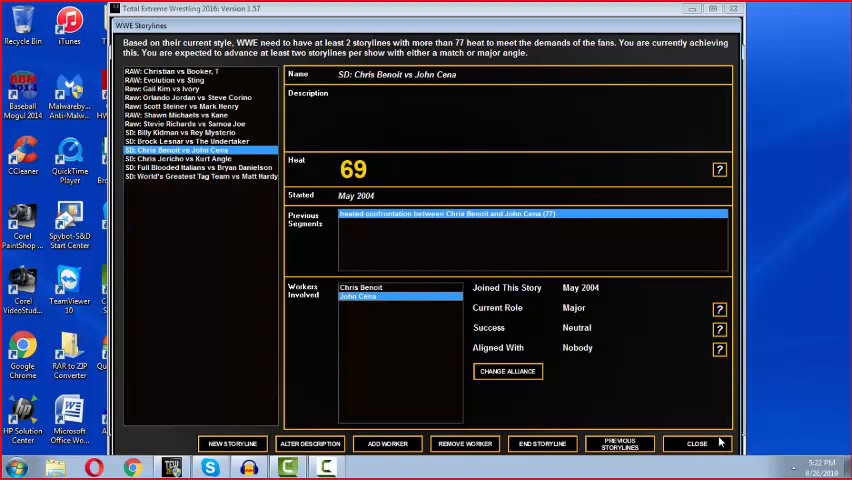 Total Extreme Wrestling 2016: Version 1.57
WWE Storylines
Based on their current style, WWE need to have at least 2 storylines with more than 77 heat to meet the demands of the fans. You are currently achieving
this. You are expected to advance at least two storylines per show with either a match or major angle.
RAW: Christian vs Booker, T
RAW: Evolution vs Sting
RAW: Gail Kim vs Ivory
RAW: Orlando Jordan vs Steve Corino
RAW: Scott Steiner vs Mark Henry
RAW: Shawn Michaels vs Kane
RAW: Stevie Richards vs Samoa Joe
SD: Billy Kidman vs Rey Mysterio
SD: Brock Lesnar vs The Undertaker
SD: Chris Benoit vs John Cena
SD: Chris Jericho vs Kurt Angle
SD: Full Blooded Italians vs Bryan Danielson
SD: World's Greatest Tag Team vs Matt Hardy
Name
SD: Chris Benoit vs John Cena
Description
Heat
69
?
Started
May 2004
Previous
Segments
heated confrontation between Chris Benoit and John Cena (77)
Workers
Involved
Chris Benoit
John Cena
Joined This Story
May 2004
Current Role
Major
?
Success
Neutral
?
Aligned With
Nobody
?
CHANGE ALLIANCE
NEW STORYLINE
ALTER DESCRIPTION
ADD WORKER
REMOVE WORKER
END STORYLINE
PREVIOUS
STORYLINES
CLOSE
Recycle Bin
iTunes
Baseball
Mogul 2014
Malwareby...
Anti-Malw...
CCleaner
QuickTime
Player
Corel
PaintShop ...
Spybot-S&D
Start Center
Corel
VideoStud...
TeamViewer
10
Google
Chrome
RAR to ZIP
Converter
HP Solution
Center
Microsoft
Office Wo...
5:22 PM
8/26/2019